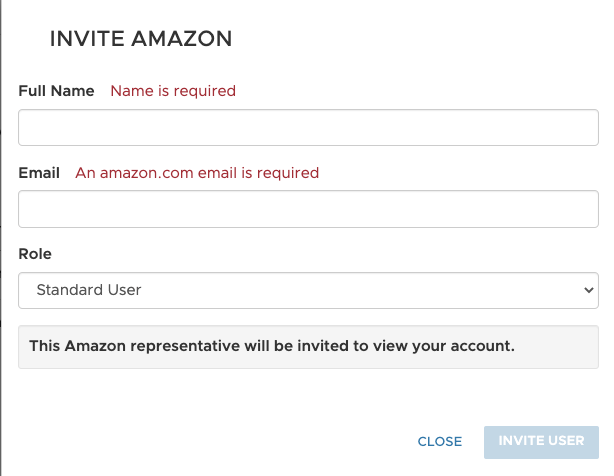 INVITE AMAZON
Full Name Name is required
Email An amazon.com email is required
Role
Standard User
This Amazon representative will be invited to view your account.
CLOSE INVITE USER